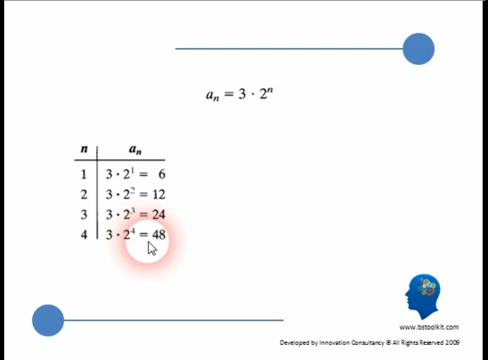 aₙ = 3 · 2ⁿ
n aₙ
1 3 · 2¹ = 6
2 3 · 2² = 12
3 3 · 2³ = 24
4 3 · 2⁴ = 48
www.bstoolkit.com
Developed by Innovation Consultancy ® All Rights Reserved 2009